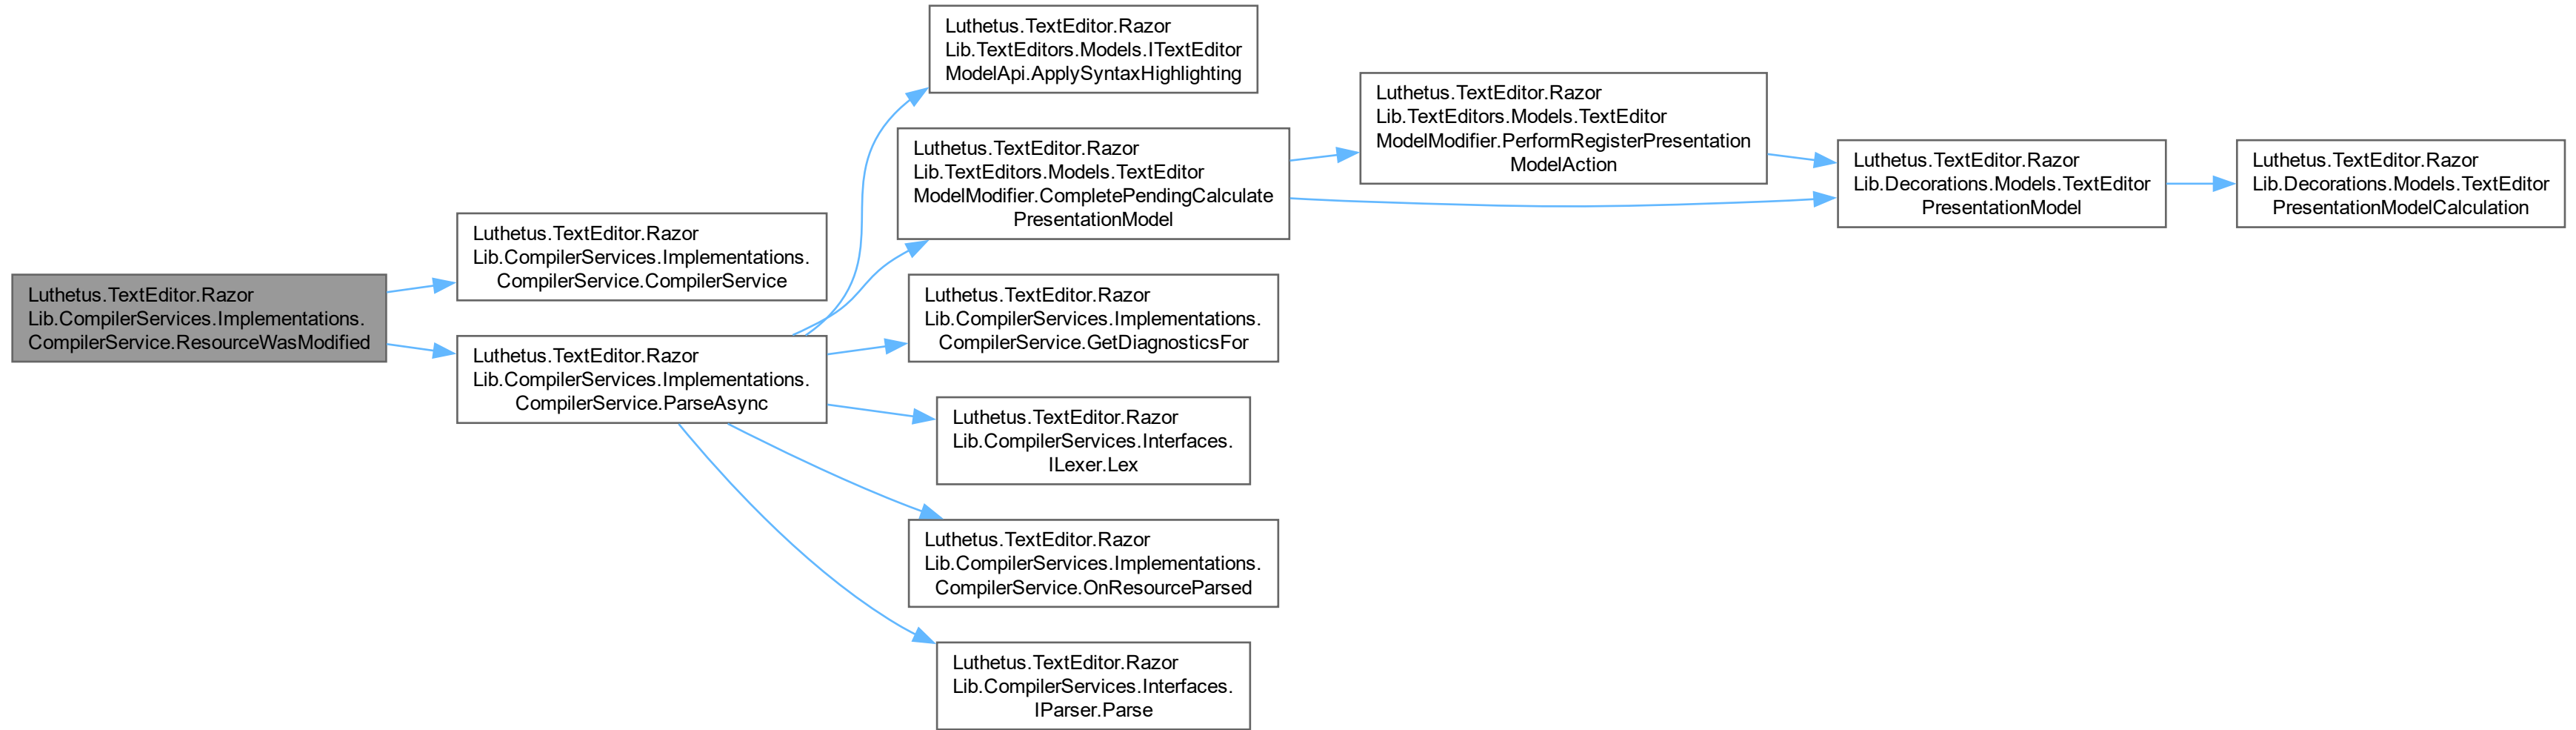 Luthetus.TextEditor.Razor
Lib.CompilerServices.Implementations.
CompilerService.ResourceWasModified
Luthetus.TextEditor.Razor
Lib.CompilerServices.Implementations.
CompilerService.CompilerService
Luthetus.TextEditor.Razor
Lib.CompilerServices.Implementations.
CompilerService.ParseAsync
Luthetus.TextEditor.Razor
Lib.TextEditors.Models.ITextEditor
ModelApi.ApplySyntaxHighlighting
Luthetus.TextEditor.Razor
Lib.TextEditors.Models.TextEditor
ModelModifier.CompletePendingCalculate
PresentationModel
Luthetus.TextEditor.Razor
Lib.CompilerServices.Implementations.
CompilerService.GetDiagnosticsFor
Luthetus.TextEditor.Razor
Lib.CompilerServices.Interfaces.
ILexer.Lex
Luthetus.TextEditor.Razor
Lib.CompilerServices.Implementations.
CompilerService.OnResourceParsed
Luthetus.TextEditor.Razor
Lib.CompilerServices.Interfaces.
IParser.Parse
Luthetus.TextEditor.Razor
Lib.TextEditors.Models.TextEditor
ModelModifier.PerformRegisterPresentation
ModelAction
Luthetus.TextEditor.Razor
Lib.Decorations.Models.TextEditor
PresentationModel
Luthetus.TextEditor.Razor
Lib.Decorations.Models.TextEditor
PresentationModelCalculation